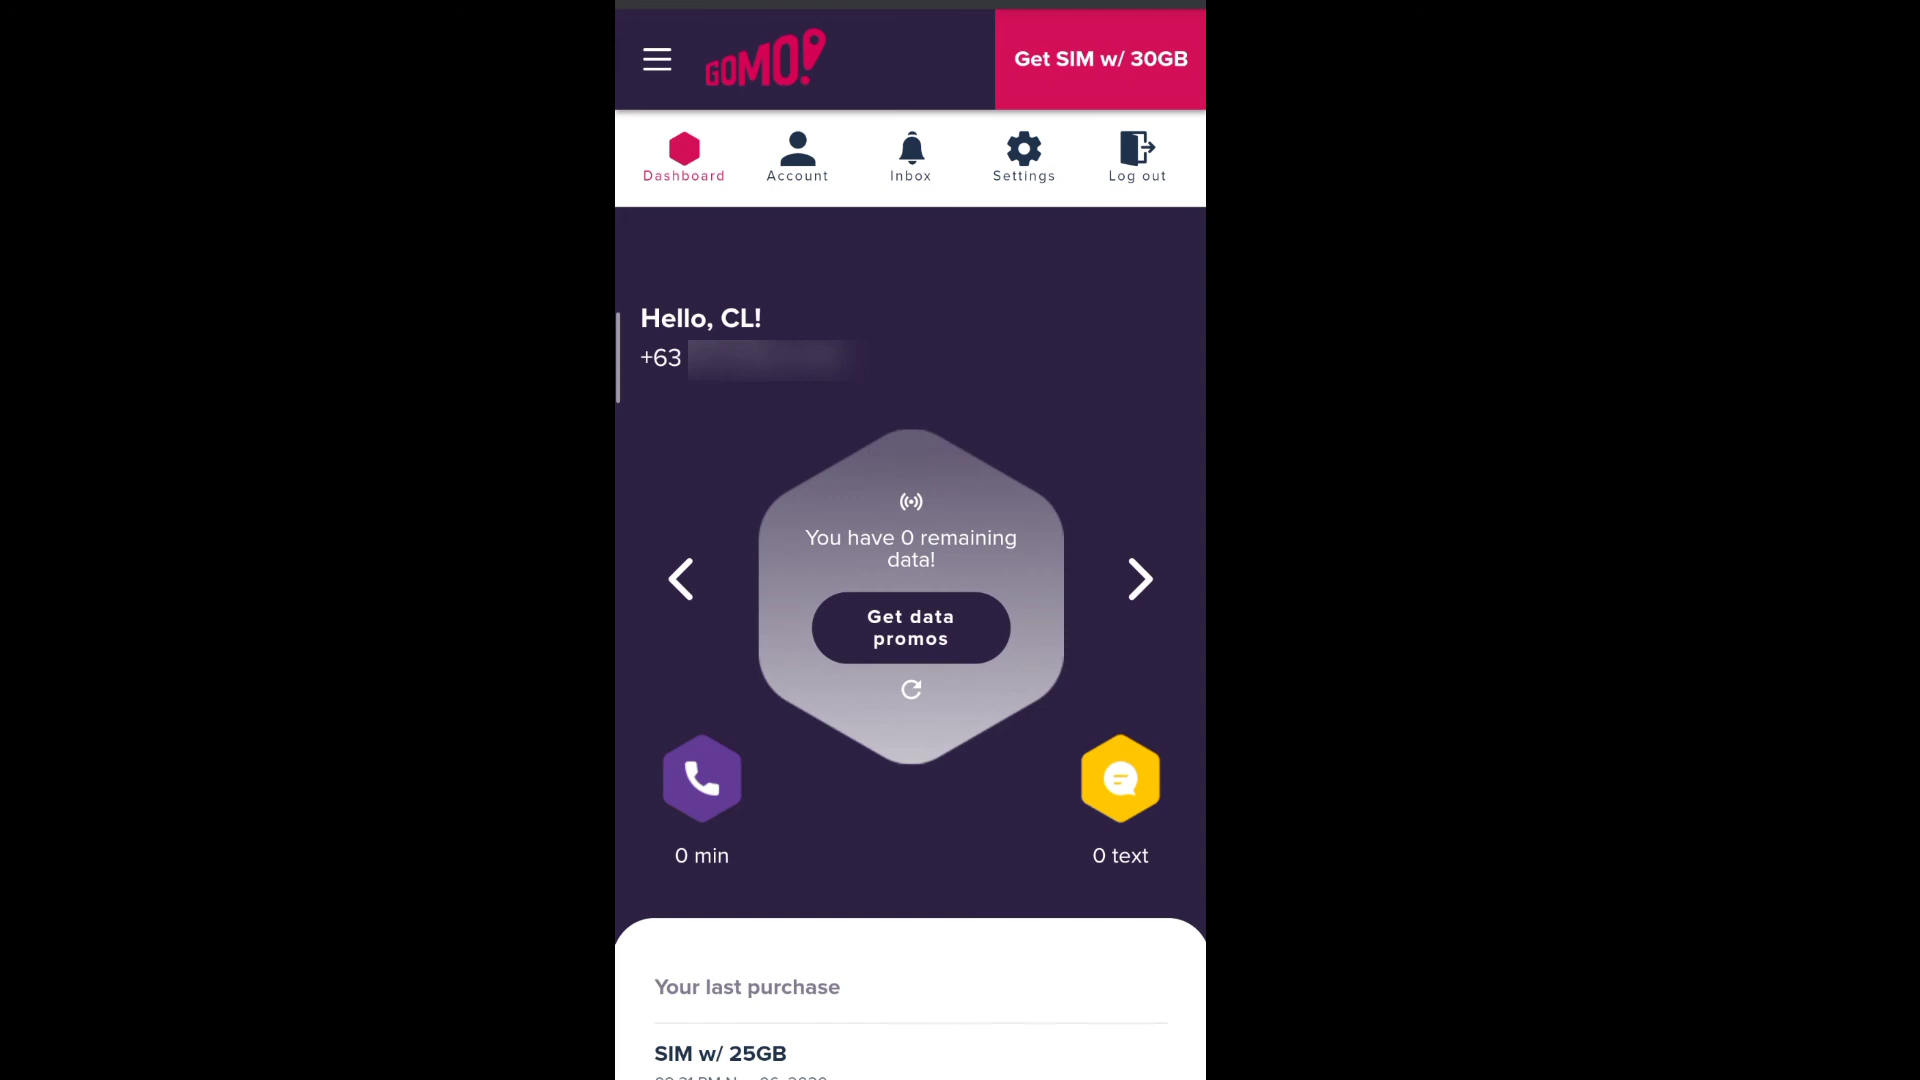 GOMO!
Get SIM w/ 30GB
Dashboard
Account
Inbox
Settings
Log out
Hello, CL!
+63
You have 0 remaining
data!
Get data
promos
0 min
0 text
Your last purchase
SIM w/ 25GB